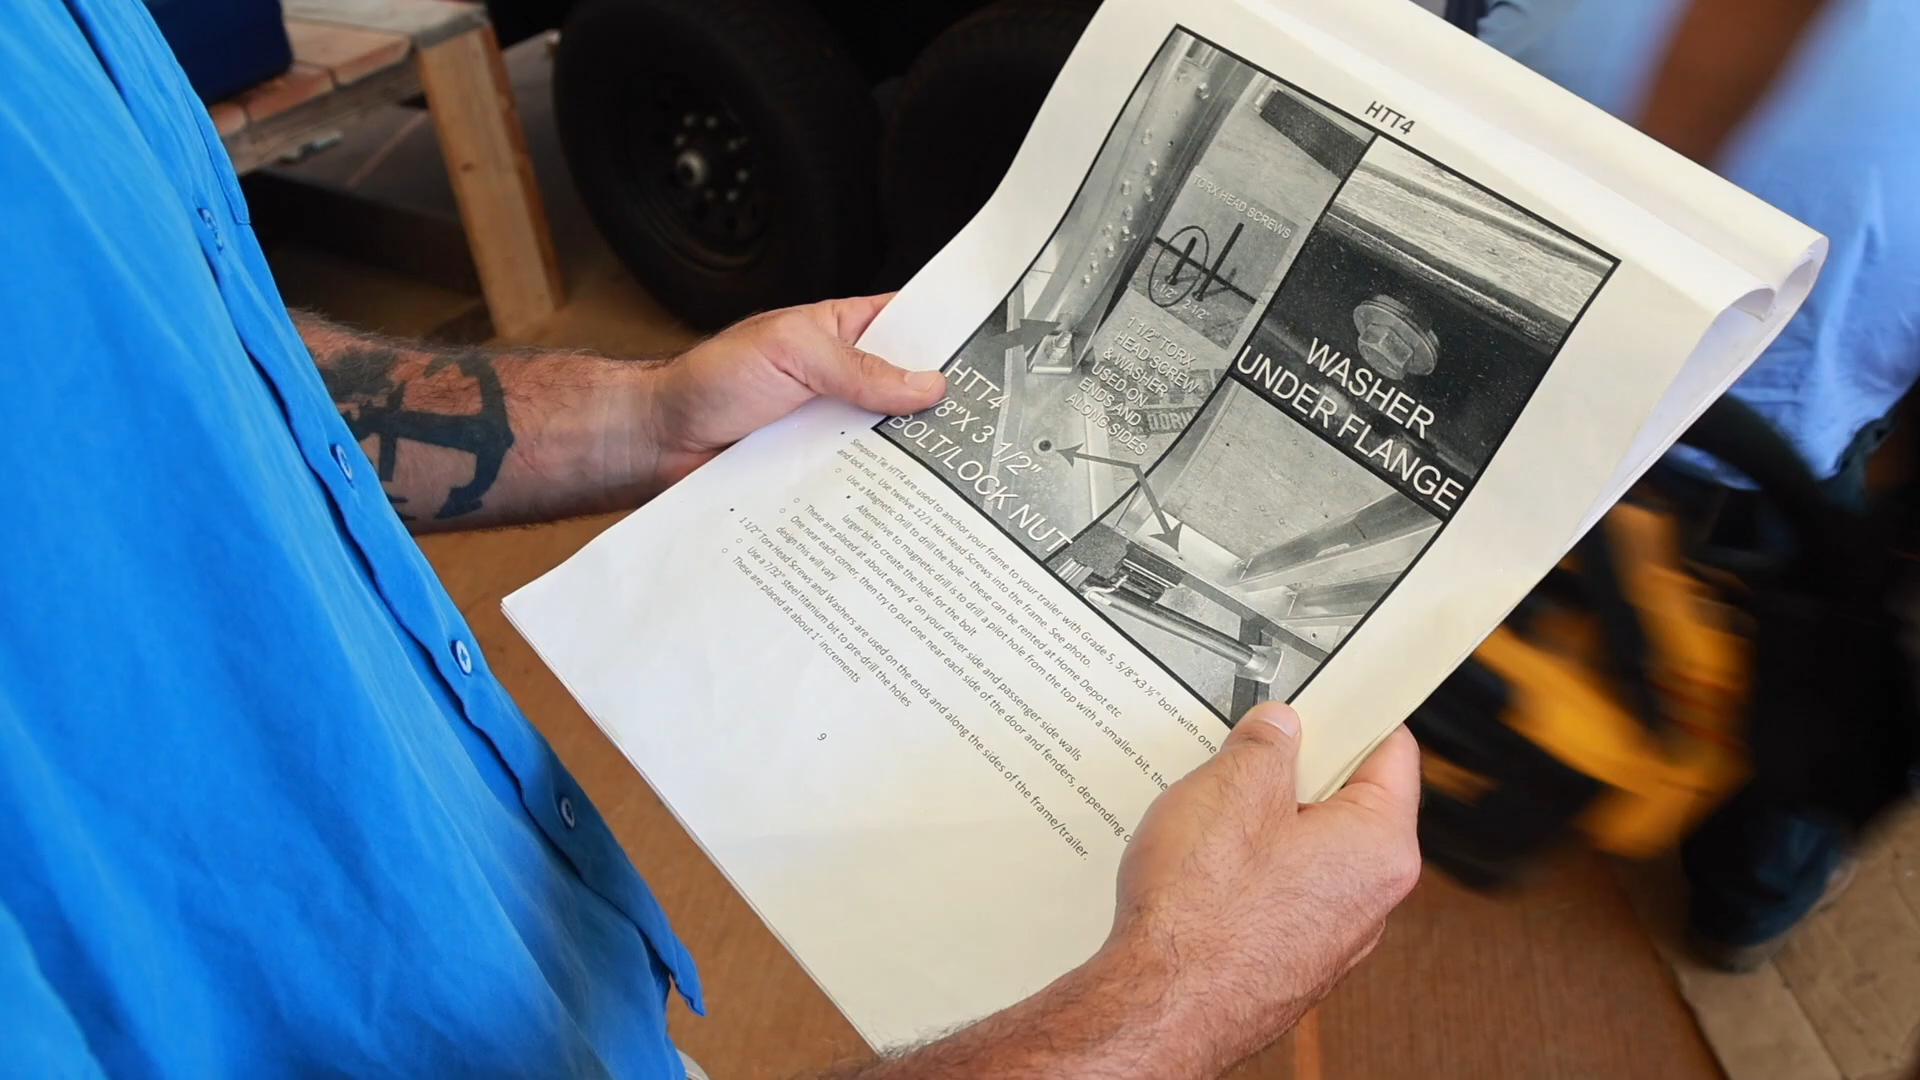 HTT4
TORX HEAD SCREWS
1 1/2" 2 1/2"
1 1/2" TORX
HEAD SCREW
& WASHER
USED ON
ENDS AND
ALONG SIDES
HTT4
/8"X 3 1/2"
BOLT/LOCK NUT
WASHER
UNDER FLANGE
• Simpson Tie HTT4 are used to anchor your frame to your trailer with Grade 5, 5/8"x3 ½" bolt with one
and lock nut. Use twelve 12/1 Hex Head Screws into the frame. See photo.
○ Use a Magnetic Drill to drill the hole – these can be rented at Home Depot etc
▪ Alternative to magnetic drill is to drill a pilot hole from the top with a smaller bit, the
larger bit to create the hole for the bolt
○ These are placed at about every 4' on your driver side and passenger side walls
○ One near each corner, then try to put one near each side of the door and fenders, depending
design this will vary
• 1 1/2" Torx Head Screws and Washers are used on the ends and along the sides of the frame/trailer.
○ Use a 7/32" steel titanium bit to pre-drill the holes
○ These are placed at about 1' increments
9